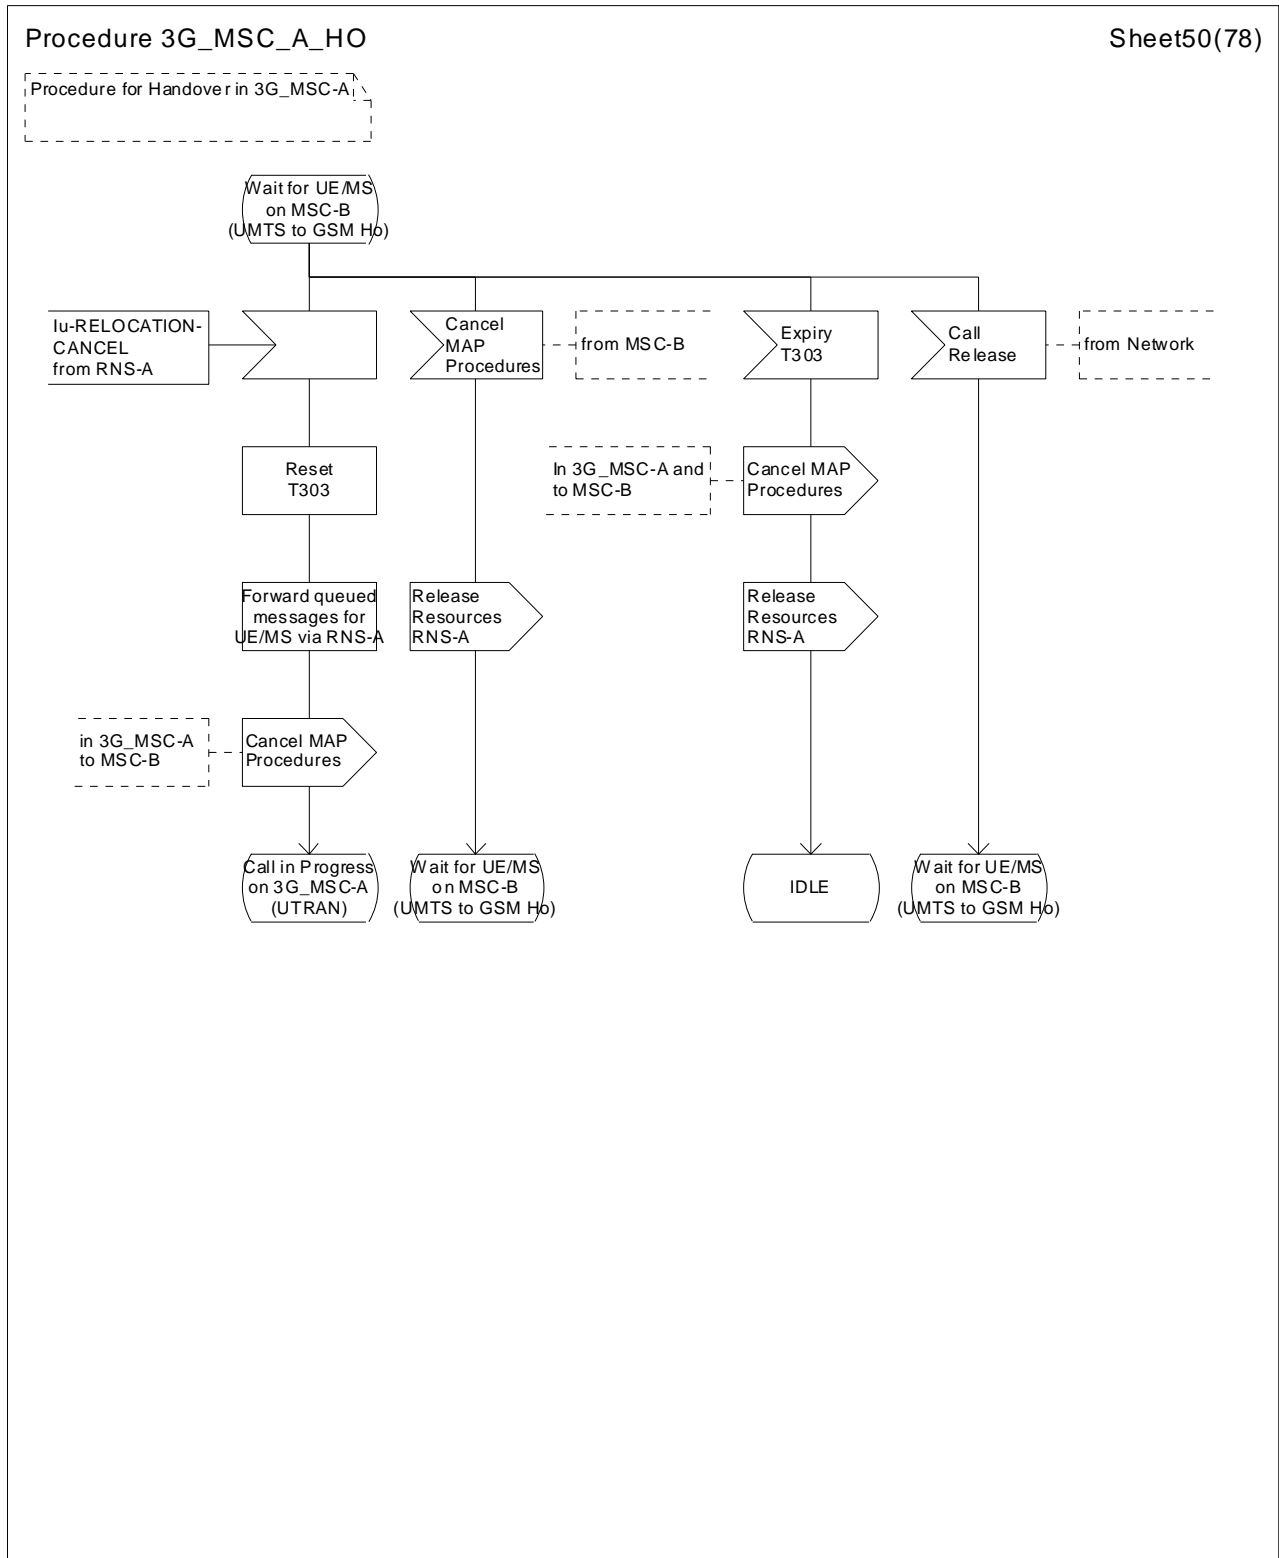 Procedure 3G_MSC_A_HO
Sheet50(78)
Procedure for Handover in 3G_MSC-A
Wait for UE/MS
on MSC-B
(UMTS to GSM Ho)
Iu-RELOCATION-
CANCEL
from RNS-A
Cancel
MAP
Procedures
from MSC-B
Expiry
T303
Call
Release
from Network
Reset
T303
In 3G_MSC-A and
to MSC-B
Cancel MAP
Procedures
Forward queued
messages for
UE/MS via RNS-A
Release
Resources
RNS-A
Release
Resources
RNS-A
in 3G_MSC-A
to MSC-B
Cancel MAP
Procedures
Call in Progress
on 3G_MSC-A
(UTRAN)
Wait for UE/MS
on MSC-B
(UMTS to GSM Ho)
IDLE
Wait for UE/MS
on MSC-B
(UMTS to GSM Ho)